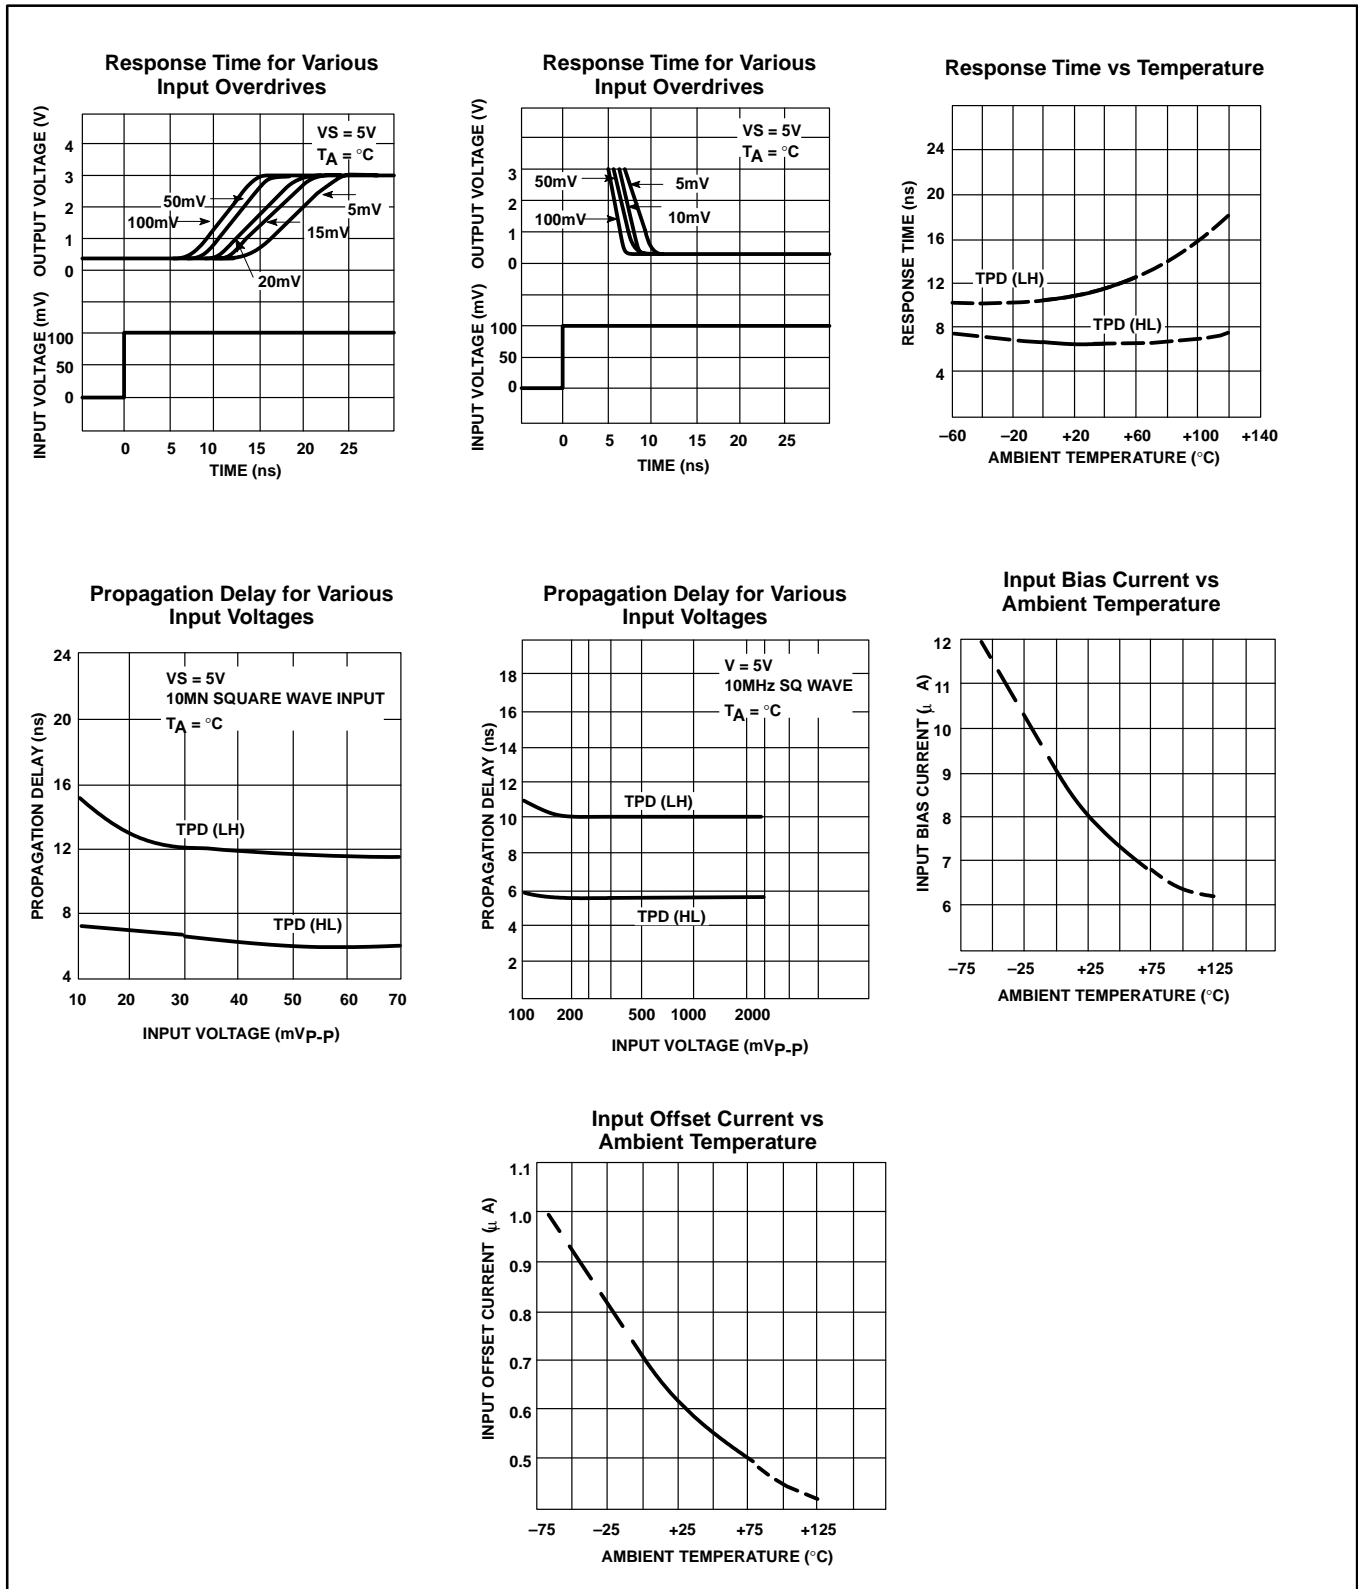 Response Time for Various
Input Overdrives
OUTPUT VOLTAGE (V)
INPUT VOLTAGE (mV)
4
3
2
1
0
100
50
0
VS = 5V
TA = °C
50mV
100mV
5mV
15mV
20mV
0 5 10 15 20 25
TIME (ns)
Response Time for Various
Input Overdrives
OUTPUT VOLTAGE (V)
INPUT VOLTAGE (mV)
3
2
1
0
100
50
0
VS = 5V
TA = °C
50mV
5mV
100mV
10mV
0 5 10 15 20 25
TIME (ns)
Response Time vs Temperature
RESPONSE TIME (ns)
24
20
16
12
8
4
TPD (LH)
TPD (HL)
–60 –20 +20 +60 +100 +140
AMBIENT TEMPERATURE (°C)
Propagation Delay for Various
Input Voltages
PROPAGATION DELAY (ns)
24
20
16
12
8
4
VS = 5V
10MN SQUARE WAVE INPUT
TA = °C
TPD (LH)
TPD (HL)
10 20 30 40 50 60 70
INPUT VOLTAGE (mVP-P)
Propagation Delay for Various
Input Voltages
PROPAGATION DELAY (ns)
18
16
14
12
10
8
6
4
2
V = 5V
10MHz SQ WAVE
TA = °C
TPD (LH)
TPD (HL)
100 200 500 1000 2000
INPUT VOLTAGE (mVP-P)
Input Bias Current vs
Ambient Temperature
INPUT BIAS CURRENT (µ A)
12
11
10
9
8
7
6
–75 –25 +25 +75 +125
AMBIENT TEMPERATURE (°C)
Input Offset Current vs
Ambient Temperature
INPUT OFFSET CURRENT (µ A)
1.1
1.0
0.9
0.8
0.7
0.6
0.5
–75 –25 +25 +75 +125
AMBIENT TEMPERATURE (°C)